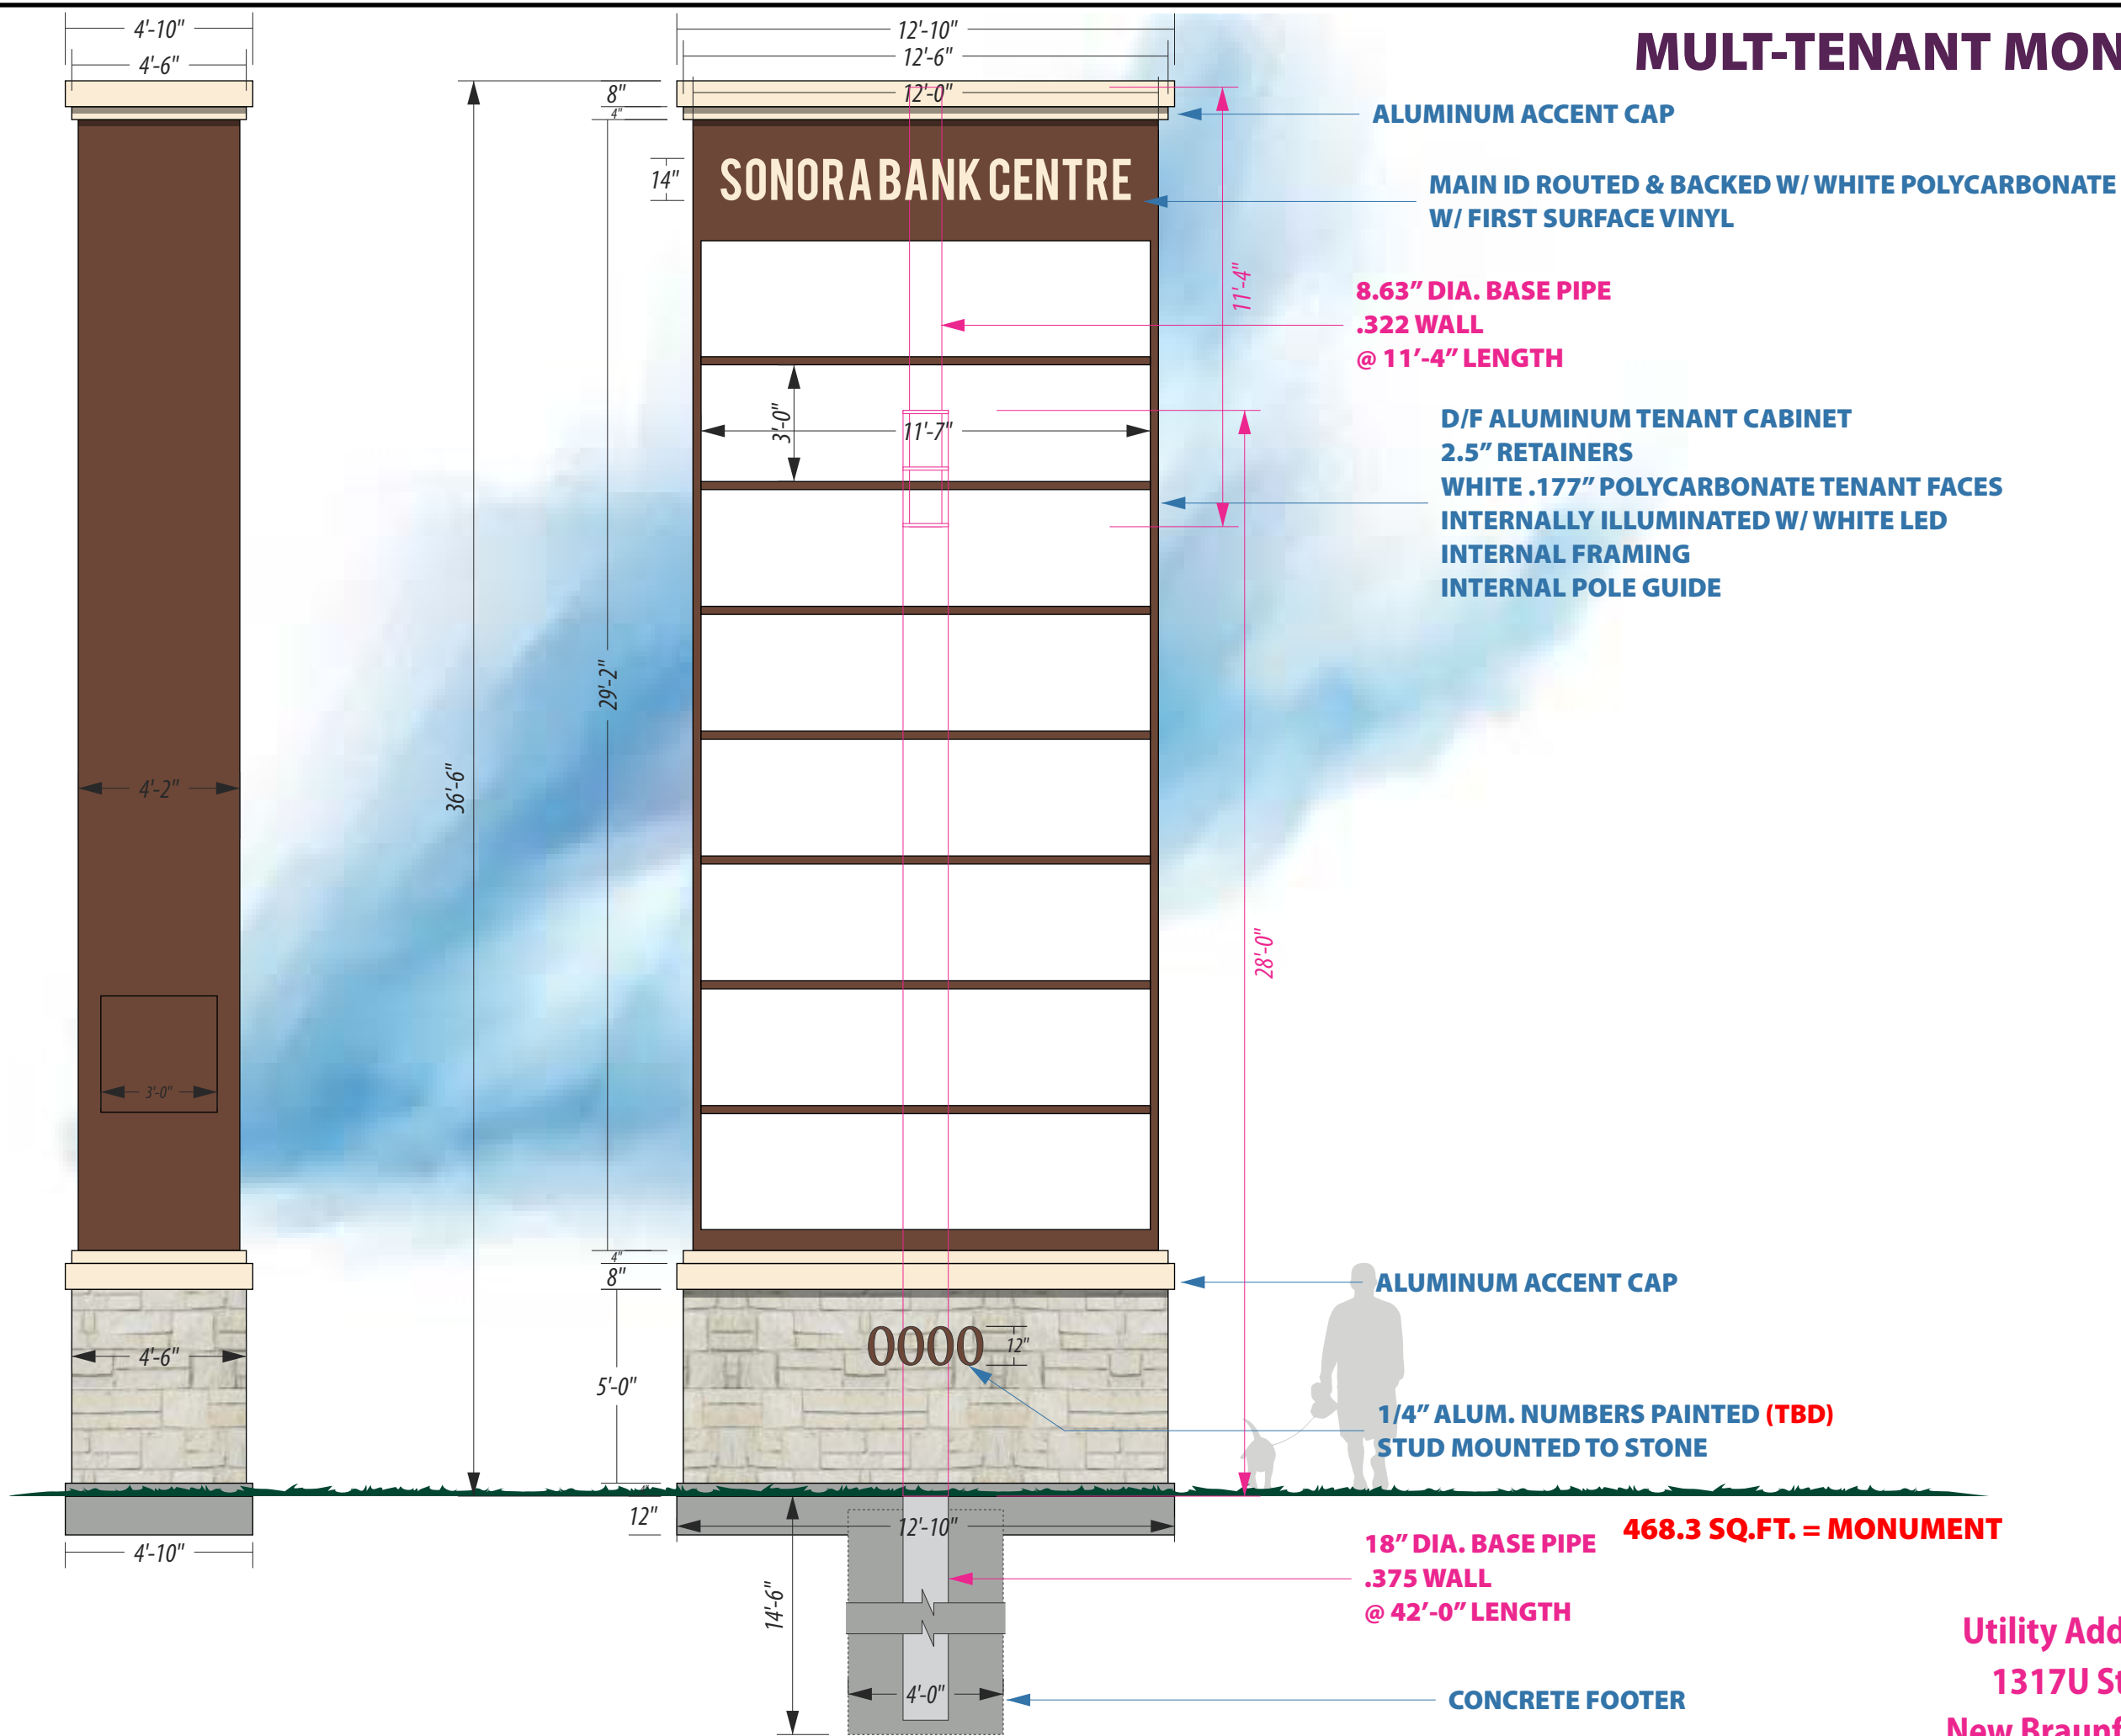 4'-10"
4'-6"
12'-10"
12'-6"
12'-0"
MULT-TENANT MON
8"
4"
ALUMINUM ACCENT CAP
14"
SONORA BANK CENTRE
MAIN ID ROUTED & BACKED W/ WHITE POLYCARBONATE
W/ FIRST SURFACE VINYL
11'-4"
8.63” DIA. BASE PIPE
.322 WALL
@ 11’-4” LENGTH
3'-0"
11'-7"
D/F ALUMINUM TENANT CABINET
2.5” RETAINERS
WHITE .177” POLYCARBONATE TENANT FACES
INTERNALLY ILLUMINATED W/ WHITE LED
INTERNAL FRAMING
INTERNAL POLE GUIDE
29'-2"
36'-6"
4'-2"
28'-0"
3'-0"
4"
8"
ALUMINUM ACCENT CAP
4'-6"
5'-0"
0000
12"
1/4” ALUM. NUMBERS PAINTED (TBD)
STUD MOUNTED TO STONE
12"
12'-10"
4'-10"
468.3 SQ.FT. = MONUMENT
18” DIA. BASE PIPE
.375 WALL
@ 42’-0” LENGTH
14'-6"
4'-0"
CONCRETE FOOTER
Utility Add
1317U St
New Braunf